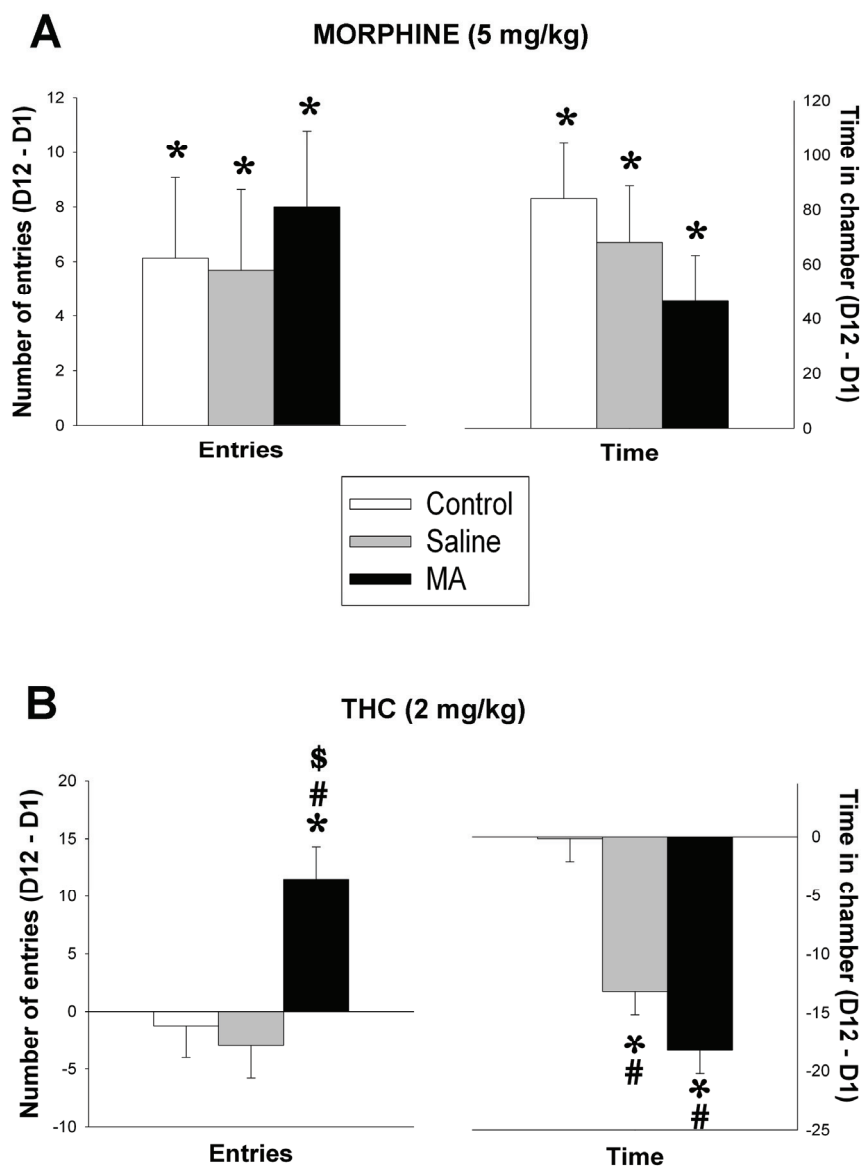 A
MORPHINE (5 mg/kg)
Number of entries (D12 - D1)
12
10
8
6
4
2
0
* * *
Entries
* * *
120
100
80
60
40
20
0
Time in chamber (D12 - D1)
Time
Control
Saline
MA
B
THC (2 mg/kg)
Number of entries (D12 - D1)
20
15
10
5
0
-5
-10
$
#
*
Entries
0
-5
-10
-15
-20
-25
Time in chamber (D12 - D1)
*
#
*
#
Time